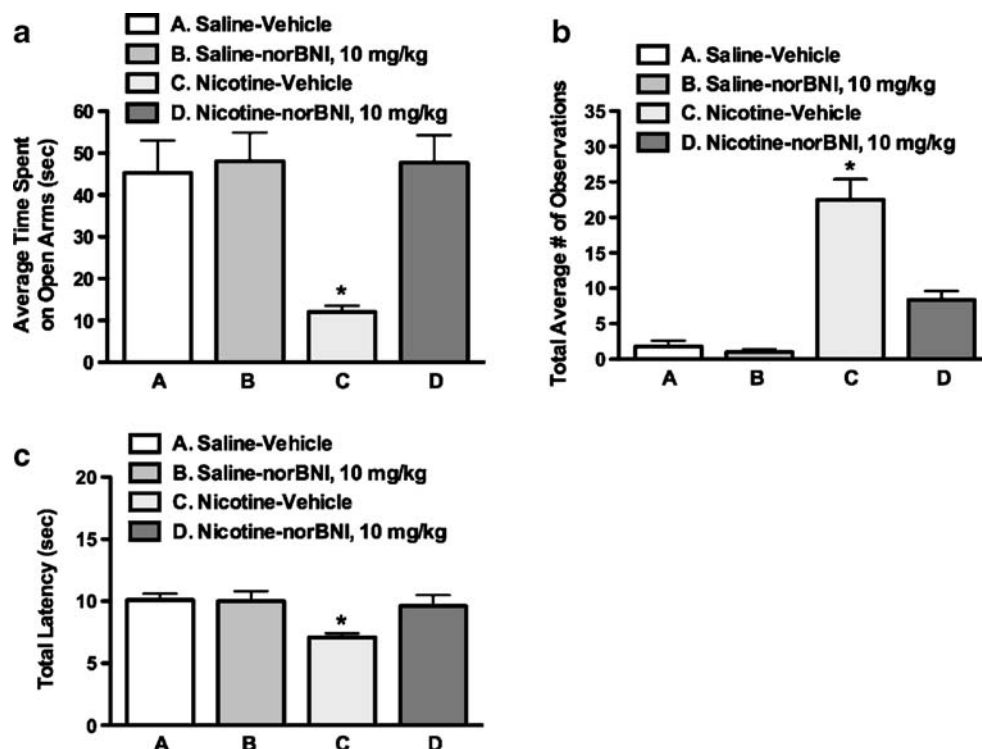 a
A. Saline-Vehicle
B. Saline-norBNI, 10 mg/kg
C. Nicotine-Vehicle
D. Nicotine-norBNI, 10 mg/kg
Average Time Spent
on Open Arms (sec)
60
50
40
30
20
10
0
*
A B C D
b
A. Saline-Vehicle
B. Saline-norBNI, 10 mg/kg
C. Nicotine-Vehicle
D. Nicotine-norBNI, 10 mg/kg
Total Average # of Observations
35
30
25
20
15
10
5
0
*
A B C D
c
A. Saline-Vehicle
B. Saline-norBNI, 10 mg/kg
C. Nicotine-Vehicle
D. Nicotine-norBNI, 10 mg/kg
Total Latency (sec)
20
15
10
5
0
*
A B C D